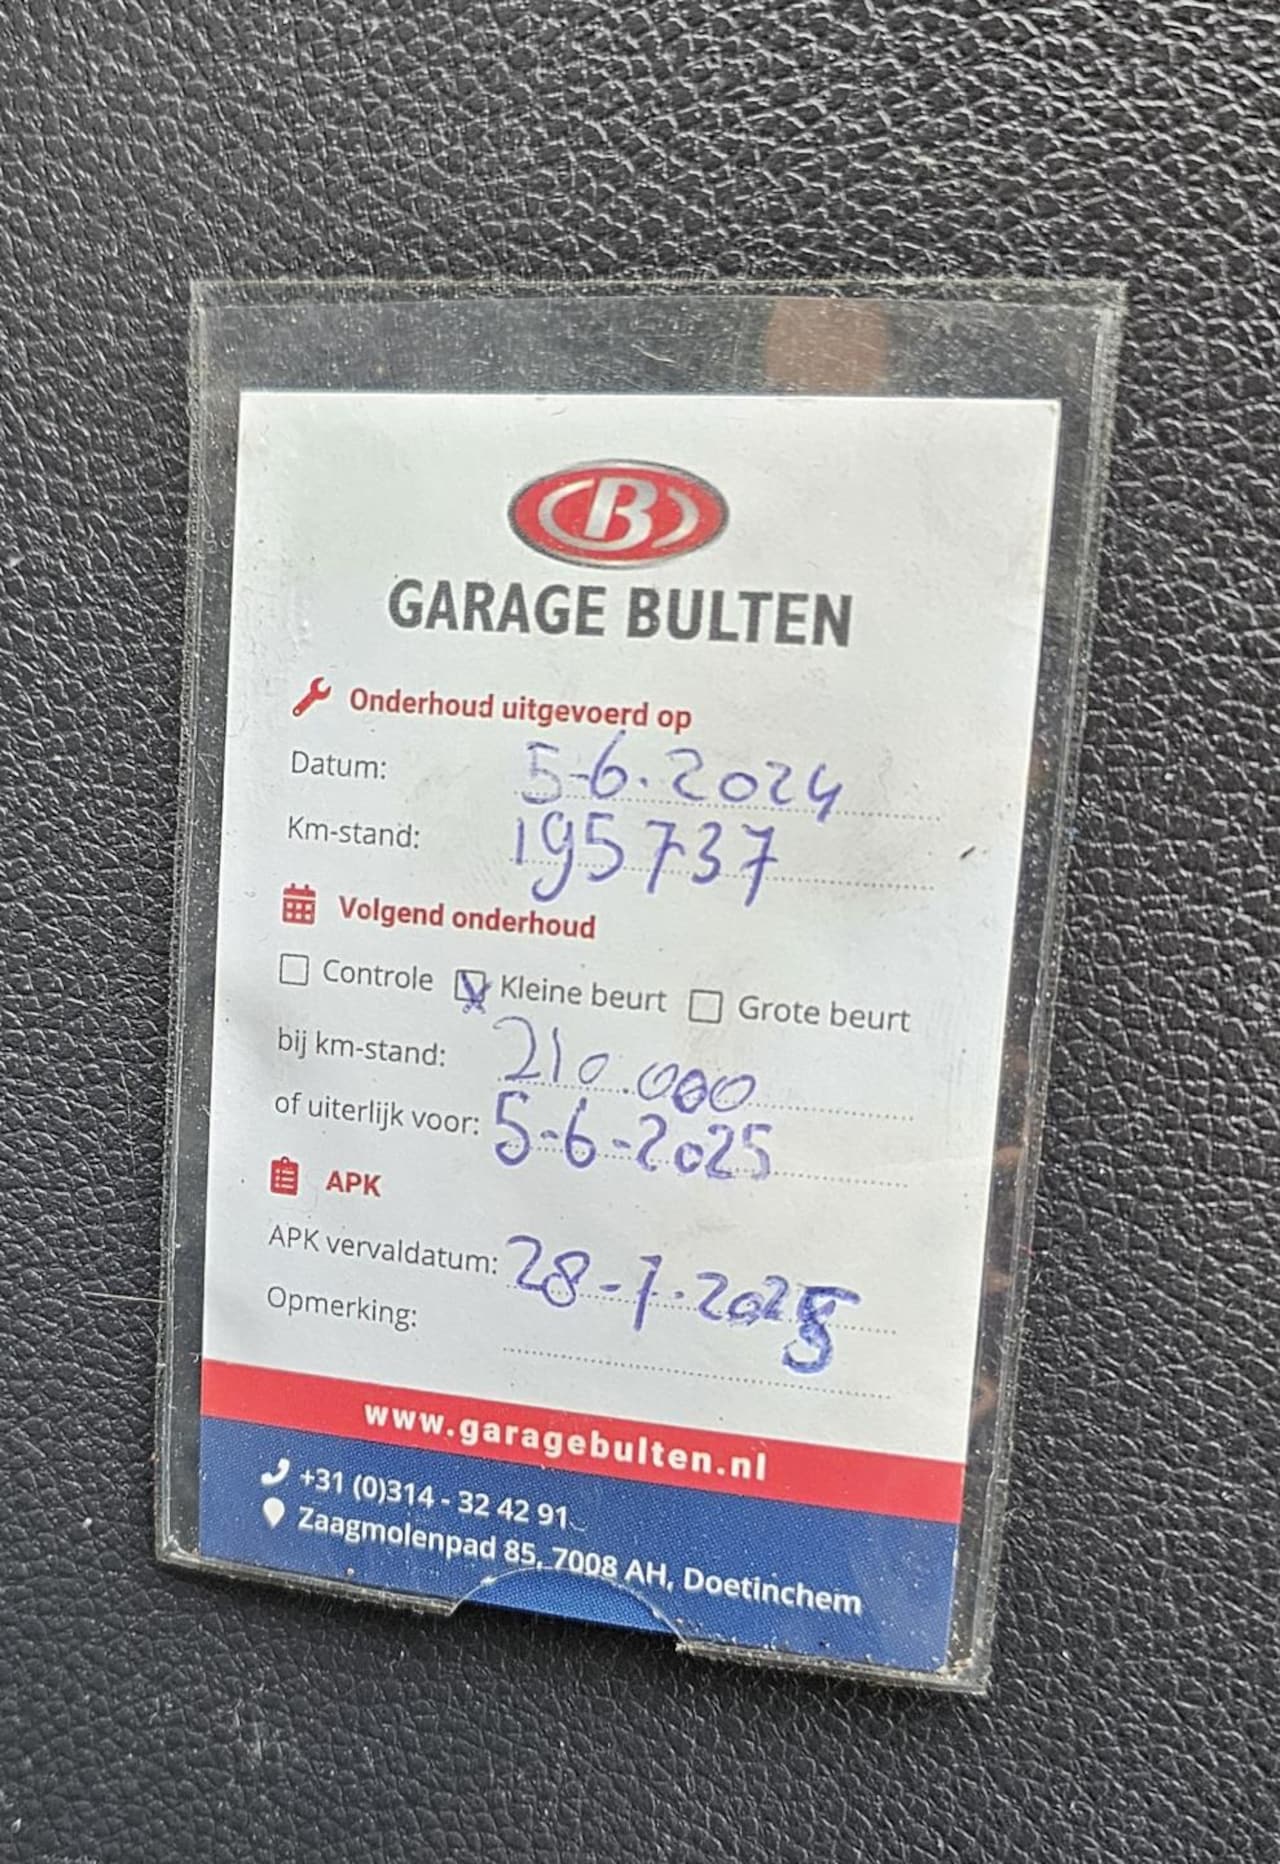 B
GARAGE BULTEN
Onderhoud uitgevoerd op
Datum: 5-6-2024
Km-stand: 195737
Volgend onderhoud
Controle Kleine beurt Grote beurt
bij km-stand: 210.000
of uiterlijk voor: 5-6-2025
APK
APK vervaldatum: 28-7-2025
Opmerking:
www.garagebulten.nl
+31 (0)314 - 32 42 91
Zaagmolenpad 85, 7008 AH, Doetinchem